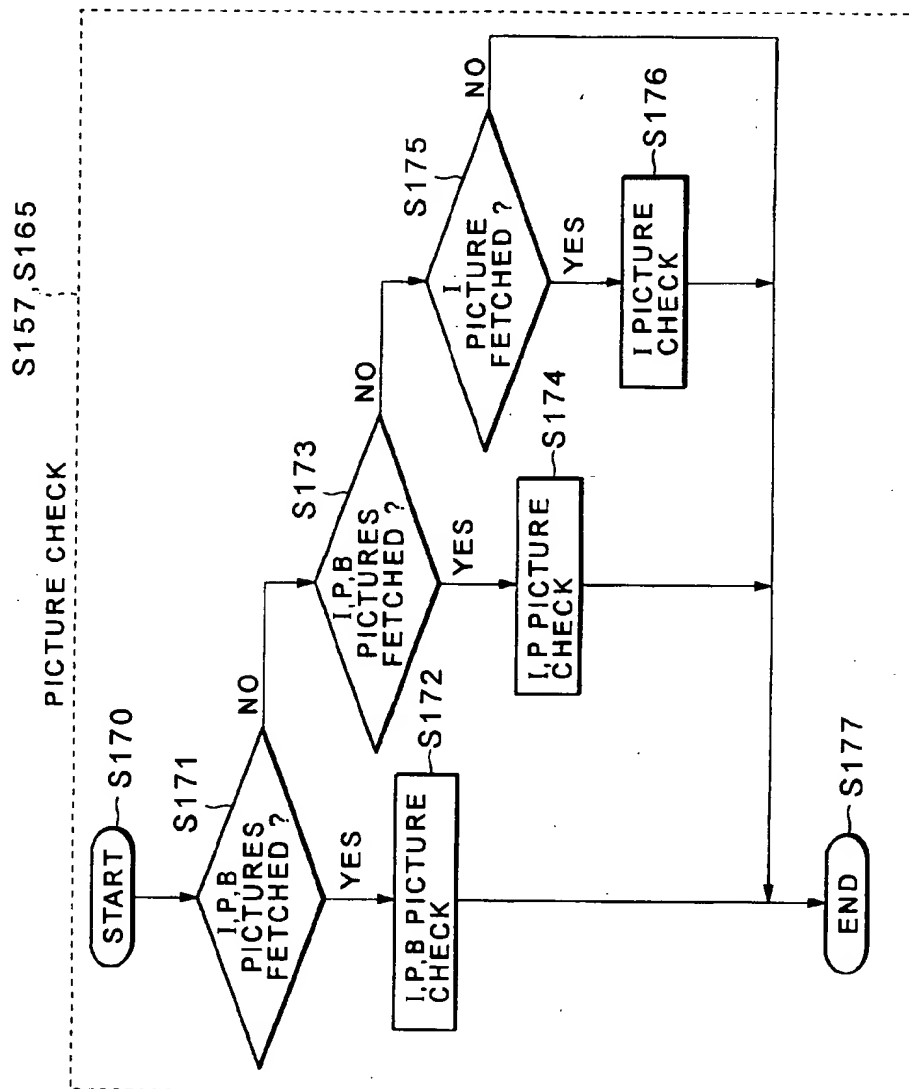 PICTURE CHECK
S157,S165
START
S170
I,P,B
PICTURES
FETCHED ?
S171
NO
YES
I,P,B PICTURE
CHECK
S172
I,P,B
PICTURES
FETCHED ?
S173
NO
YES
I,P PICTURE
CHECK
S174
I
PICTURE
FETCHED ?
S175
NO
YES
I PICTURE
CHECK
S176
END
S177